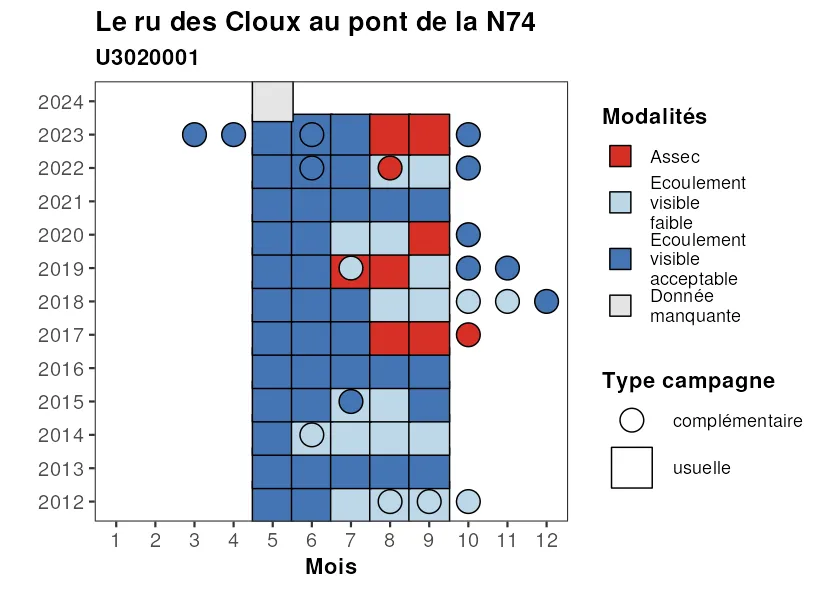 Le ru des Cloux au pont de la N74
U3020001
2024
2023
2022
2021
2020
2019
2018
2017
2016
2015
2014
2013
2012
1 2 3 4 5 6 7 8 9 10 11 12
Mois
Modalités
Assec
Ecoulement
visible
faible
Ecoulement
visible
acceptable
Donnée
manquante
Type campagne
complémentaire
usuelle